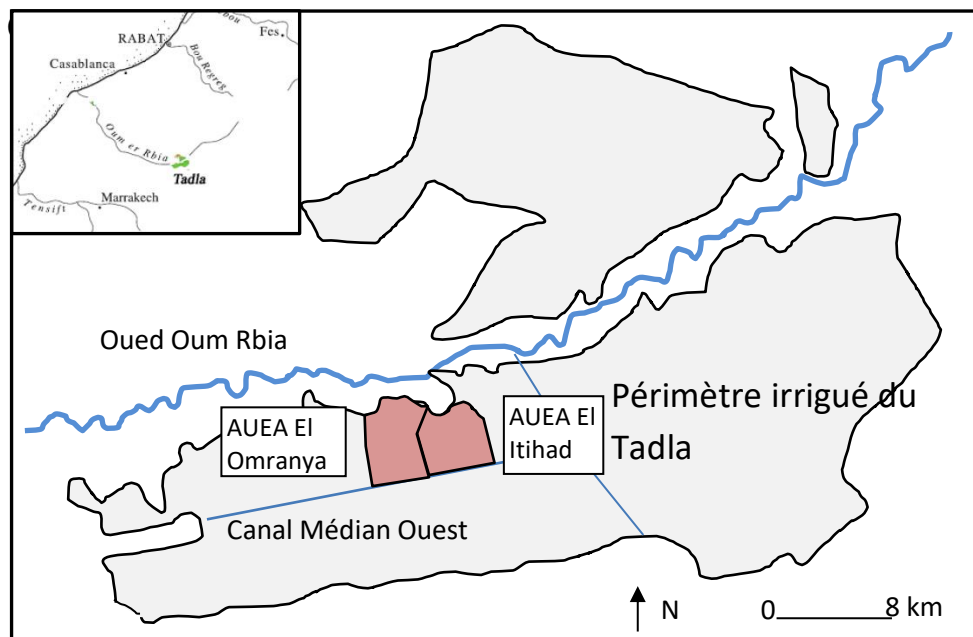 Fes.
RABAT
Casablanca
Bou Regreg
Oum er Rbia
Tadla
Marrakech
Tensift
Oued Oum Rbia
Périmètre irrigué du
Tadla
AUEA El
Omranya
AUEA El
Itihad
Canal Médian Ouest
N
0
8 km